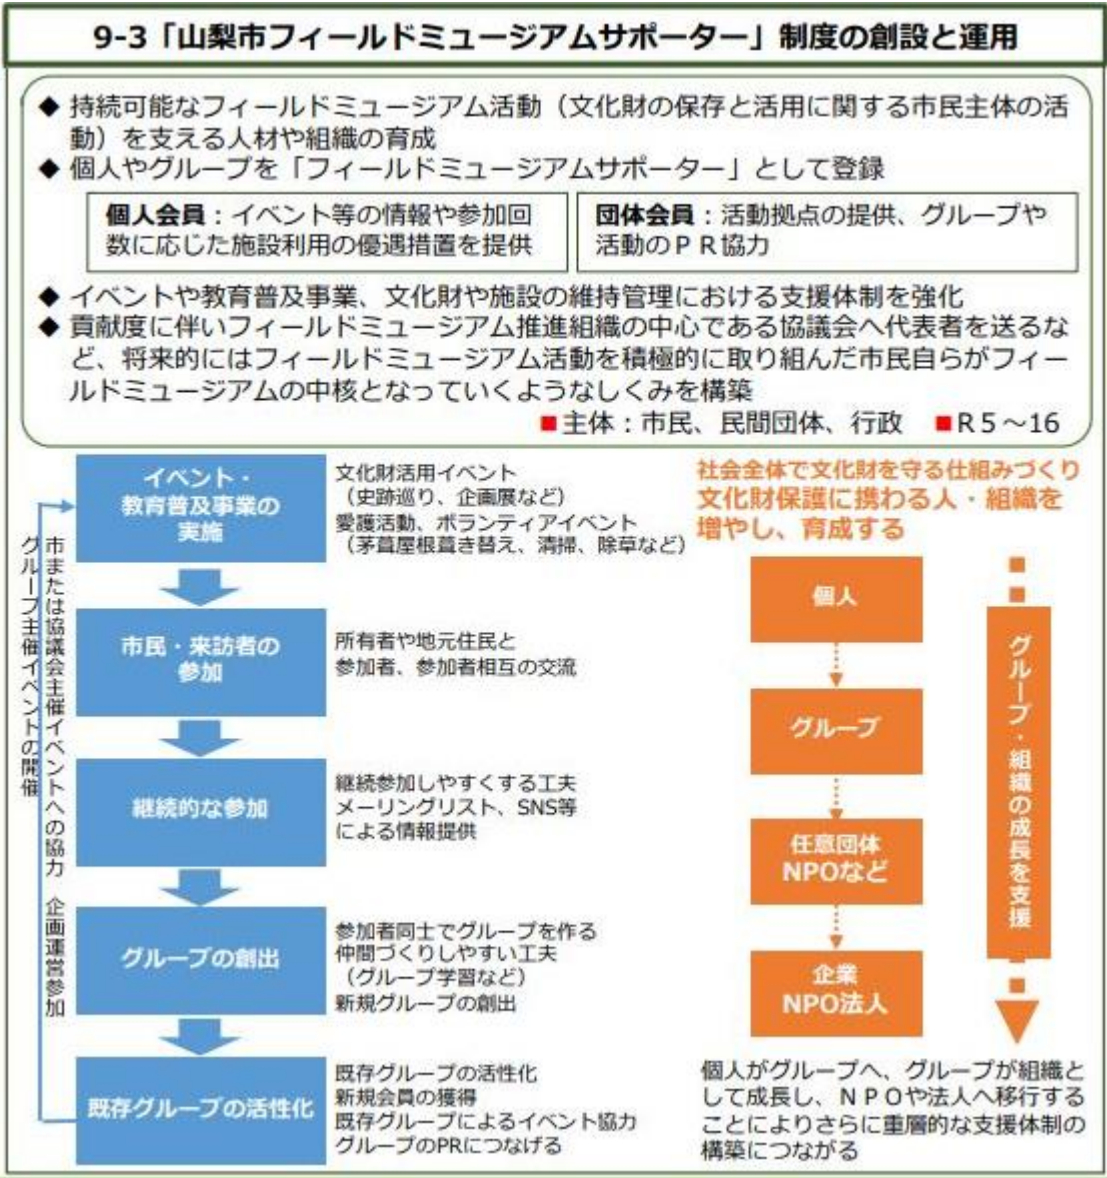 9-3「山梨市フィールドミュージアムサポーター」制度の創設と運用
◆ 持続可能なフィールドミュージアム活動（文化財の保存と活用に関する市民主体の活
動）を支える人材や組織の育成
◆ 個人やグループを「フィールドミュージアムサポーター」として登録
個人会員：イベント等の情報や参加回
数に応じた施設利用の優遇措置を提供
団体会員：活動拠点の提供、グループや
活動のＰＲ協力
◆ イベントや教育普及事業、文化財や施設の維持管理における支援体制を強化
◆ 貢献度に伴いフィールドミュージアム推進組織の中心である協議会へ代表者を送るな
ど、将来的にはフィールドミュージアム活動を積極的に取り組んだ市民自らがフィー
ルドミュージアムの中核となっていくようなしくみを構築
■主体：市民、民間団体、行政 ■R５～16
イベント・
教育普及事業の
実施
文化財活用イベント
（史跡巡り、企画展など）
愛護活動、ボランティアイベント
（茅葺屋根葺き替え、清掃、除草など）
市民・来訪者の
参加
所有者や地元住民と
参加者、参加者相互の交流
継続的な参加
継続参加しやすくする工夫
メーリングリスト、SNS等
による情報提供
グループの創出
参加者同士でグループを作る
仲間づくりしやすい工夫
（グループ学習など）
新規グループの創出
既存グループの活性化
既存グループの活性化
新規会員の獲得
既存グループによるイベント協力
グループのPRにつなげる
市または協議会主催イベントへの協力　企画運営参加
グループ主催イベントの開催
社会全体で文化財を守る仕組みづくり
文化財保護に携わる人・組織を
増やし、育成する
個人
グループ
任意団体
NPOなど
企業
NPO法人
グループ・組織の成長を支援
個人がグループへ、グループが組織と
して成長し、ＮＰＯや法人へ移行する
ことによりさらに重層的な支援体制の
構築につながる